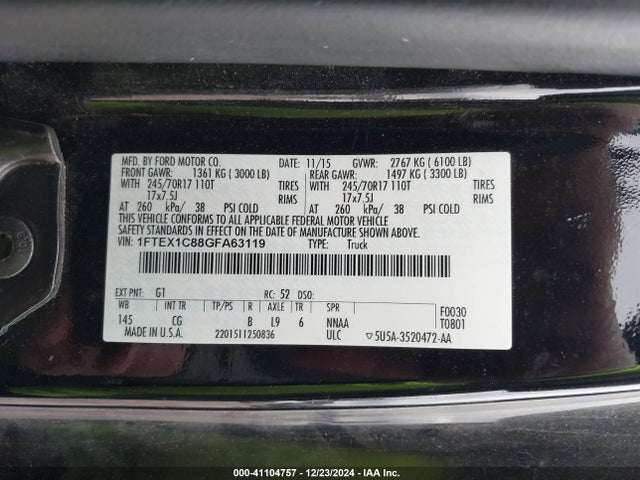 MFD. BY FORD MOTOR CO. DATE: 11/15 GVWR: 2767 KG ( 6100 LB)
FRONT GAWR: 1361 KG ( 3000 LB) REAR GAWR: 1497 KG ( 3300 LB)
WITH 245/70R17 110T TIRES WITH 245/70R17 110T TIRES
17x7.5J RIMS 17x7.5J RIMS
AT 260 kPa/ 38 PSI COLD AT 260 kPa/ 38 PSI COLD
THIS VEHICLE CONFORMS TO ALL APPLICABLE FEDERAL MOTOR VEHICLE
SAFETY AND THEFT PREVENTION STANDARDS IN EFFECT ON THE
DATE OF MANUFACTURE SHOWN ABOVE.
VIN: 1FTEX1C88GFA63119 TYPE: Truck
EXT PNT: G1 RC: 52 DSO:
WB INT TR TP/PS R AXLE TR SPR F0030
145 CG B L9 6 NNAA T0801
MADE IN U.S.A. 2201511250836 ULC 5U5A-3520472-AA
000-41104757 - 12/23/2024 - IAA Inc.